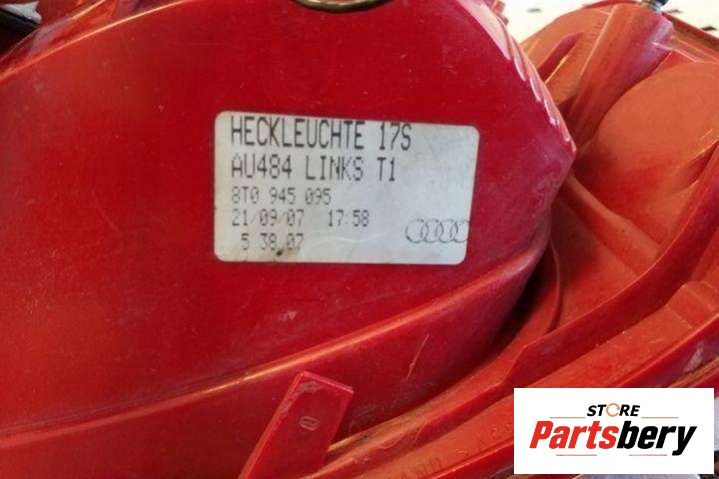 HECKLEUCHTE 17S
AU484 LINKS T1
8T0 945 095
21/09/07 17:58
5 38.07
STORE
Partsbery